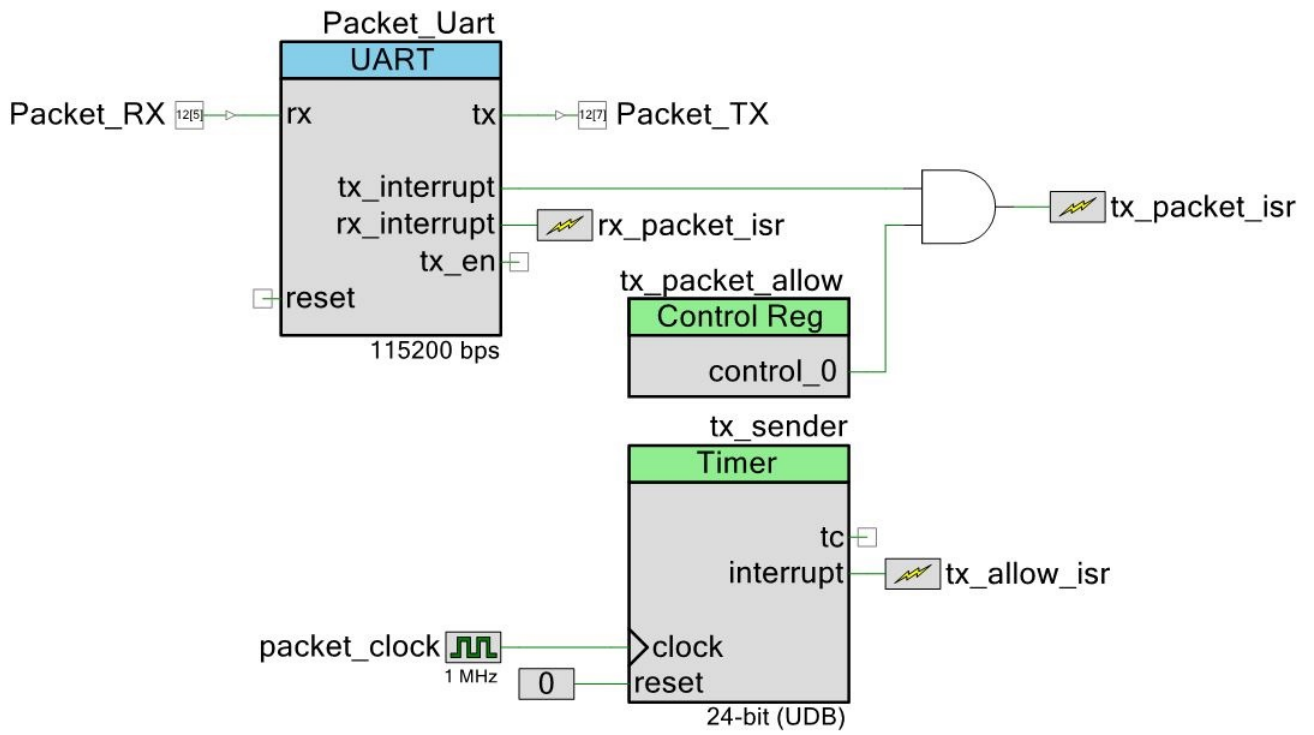 Packet_Uart
UART
Packet_RX 12[5] rx tx 12[7] Packet_TX
tx_interrupt
tx_packet_isr
rx_interrupt rx_packet_isr
tx_en
tx_packet_allow
reset
Control Reg
115200 bps
control_0
tx_sender
Timer
tc
interrupt tx_allow_isr
packet_clock clock
1 MHz
0 reset
24-bit (UDB)